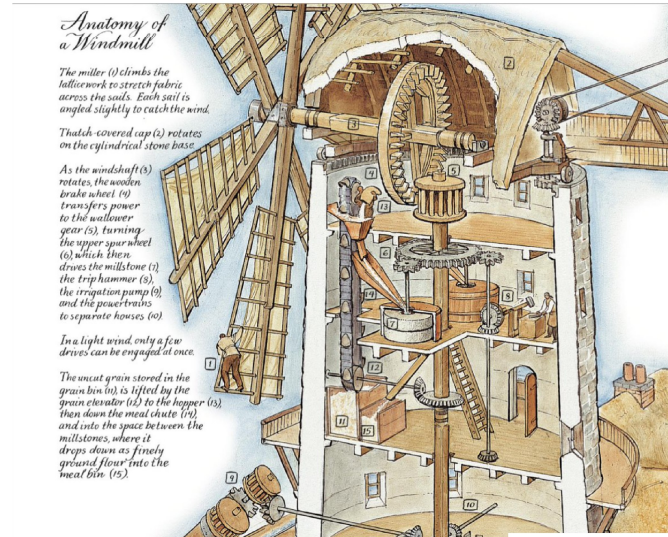 Anatomy of
a Windmill
The miller (1) climbs the
latticework to stretch fabric
across the sails. Each sail is
angled slightly to catch the wind.
Thatch-covered cap (2) rotates
on the cylindrical stone base.
As the windshaft (3)
rotates, the wooden
brake wheel (4)
transfers power
to the wallower
gear (5), turning
the upper spur wheel
(6), which then
drives the millstone (7),
the trip hammer (8),
the irrigation pump (9),
and the powertrains
to separate houses (10).
In a light wind, only a few
drives can be engaged at once.
The uncut grain stored in the
grain bin (11), is lifted by the
grain elevator (12) to the hopper (13),
then down the meal chute (14),
and into the space between the
millstones, where it
drops down as finely
ground flour into the
meal bin (15).
2
3
4
5
13
6
14
8
7
1
12
11
15
9
10